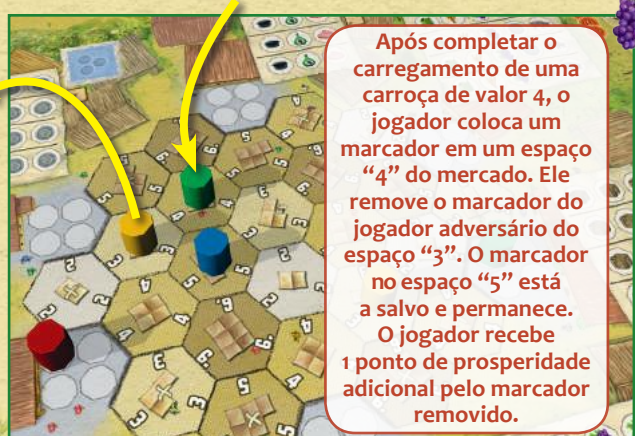 Após completar o
carregamento de uma
carroça de valor 4, o
jogador coloca um
marcador em um espaço
“4” do mercado. Ele
remove o marcador do
jogador adversário do
espaço “3”. O marcador
no espaço “5” está
a salvo e permanece.
O jogador recebe
1 ponto de prosperidade
adicional pelo marcador
removido.